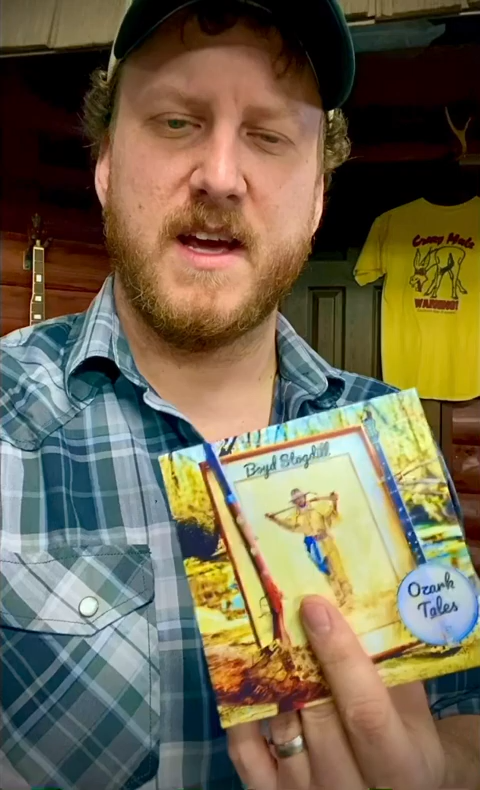 Crazy Mule
WARNING!
Boyd Stogdill
Ozark
Tales